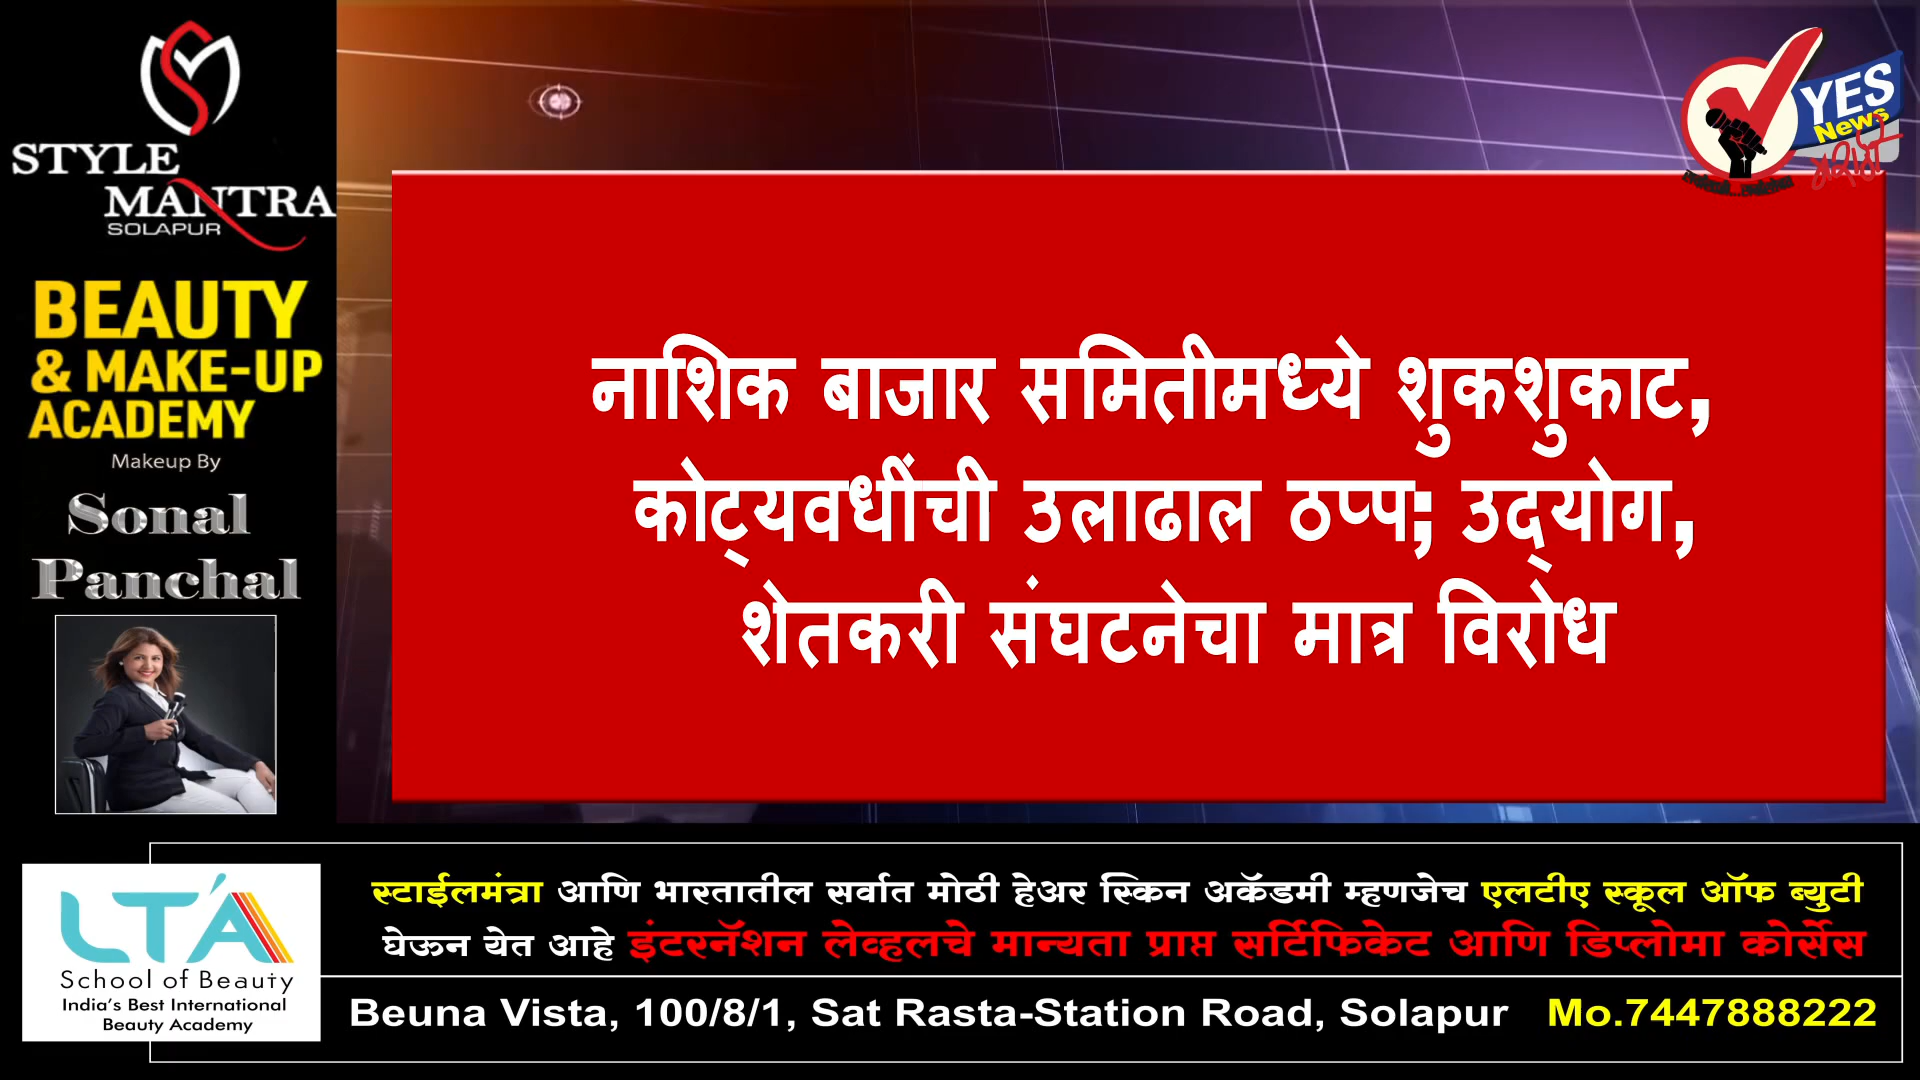 STYLE
MANTRA
SOLAPUR
BEAUTY
& MAKE-UP
ACADEMY
Makeup By
Sonal
Panchal
YES
News
मराठी
नाशिक बाजार समितीमध्ये शुकशुकाट,
कोट्यवधींची उलाढाल ठप्प; उद्योग,
शेतकरी संघटनेचा मात्र विरोध
LTA
School of Beauty
India's Best International
Beauty Academy
स्टाईलमंत्रा आणि भारतातील सर्वात मोठी हेअर स्किन अकॅडमी म्हणजेच एलटीए स्कूल ऑफ ब्युटी
घेऊन येत आहे इंटरनॅशन लेव्हलचे मान्यता प्राप्त सर्टिफिकेट आणि डिप्लोमा कोर्सेस
Beuna Vista, 100/8/1, Sat Rasta-Station Road, Solapur Mo.7447888222